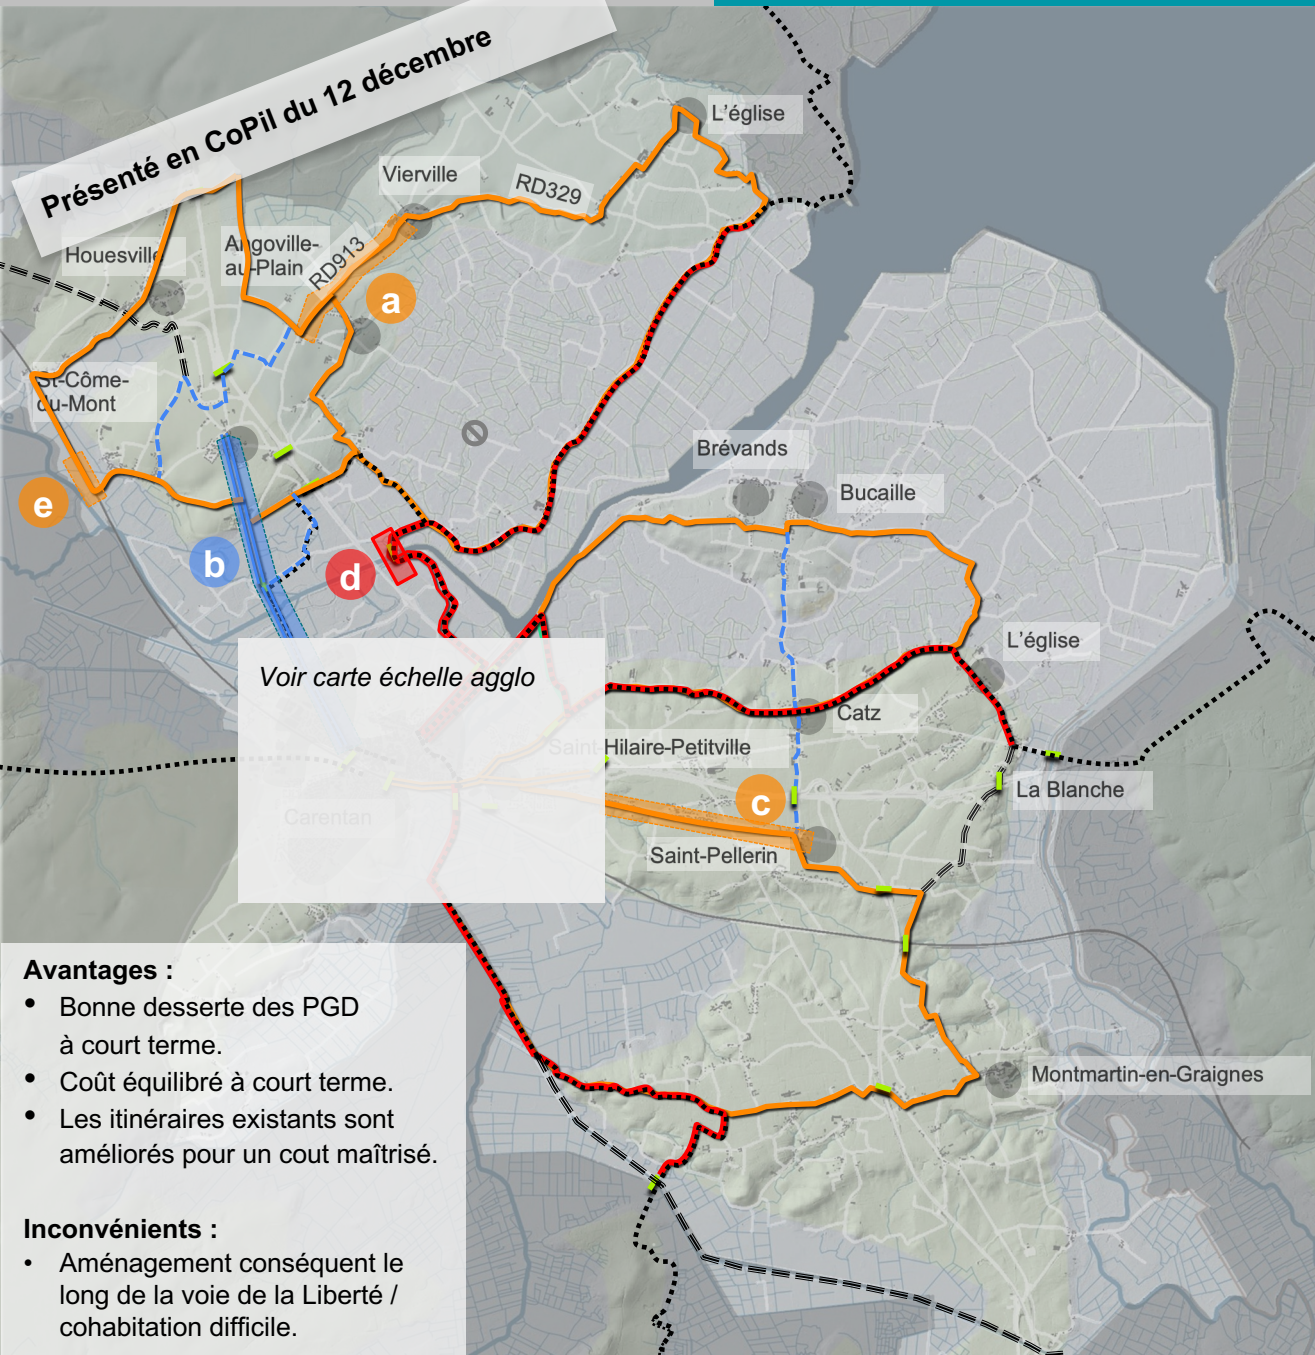 Présenté en CoPil du 12 décembre
L'église
Vierville
RD329
Houesville
Angoville-
au-Plain
RD913
a
St-Côme-
du-Mont
Brévands
Bucaille
e
b
d
L'église
Voir carte échelle agglo
Catz
Saint-Hilaire-Petitville
La Blanche
c
Carentan
Saint-Pellerin
Avantages :
• Bonne desserte des PGD
à court terme.
• Coût équilibré à court terme.
• Les itinéraires existants sont
améliorés pour un cout maîtrisé.
Montmartin-en-Graignes
Inconvénients :
• Aménagement conséquent le
long de la voie de la Liberté /
cohabitation difficile.